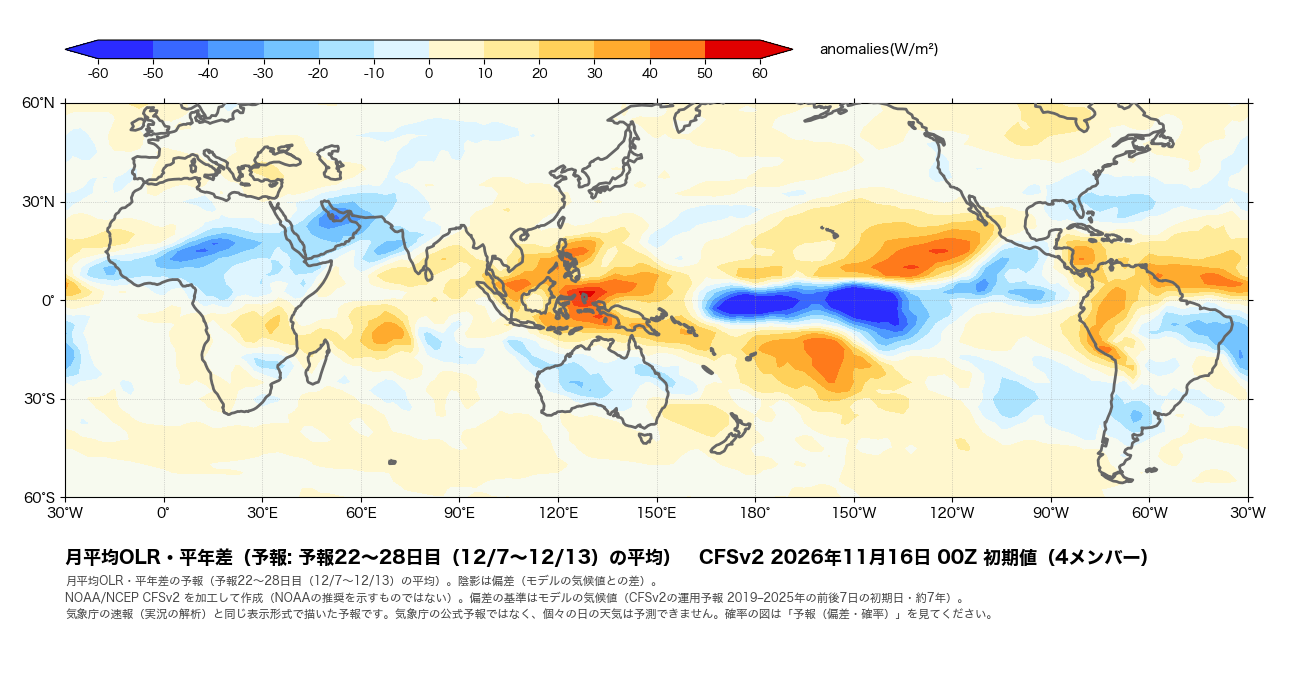 anomalies(W/m²)
-60 -50 -40 -30 -20 -10 0 10 20 30 40 50 60
60°N
30°N
0°
30°S
60°S
30°W 0° 30°E 60°E 90°E 120°E 150°E 180° 150°W 120°W 90°W 60°W 30°W
月平均OLR・平年差（予報: 予報22～28日目（12/7～12/13）の平均） CFSv2 2026年11月16日 00Z 初期値（4メンバー）
月平均OLR・平年差の予報（予報22～28日目（12/7～12/13）の平均）。陰影は偏差（モデルの気候値との差）。
NOAA/NCEP CFSv2 を加工して作成（NOAAの推奨を示すものではない）。偏差の基準はモデルの気候値（CFSv2の運用予報 2019–2025年の前後7日の初期日・約7年）。
気象庁の速報（実況の解析）と同じ表示形式で描いた予報です。気象庁の公式予報ではなく、個々の日の天気は予測できません。確率の図は「予報（偏差・確率）」を見てください。